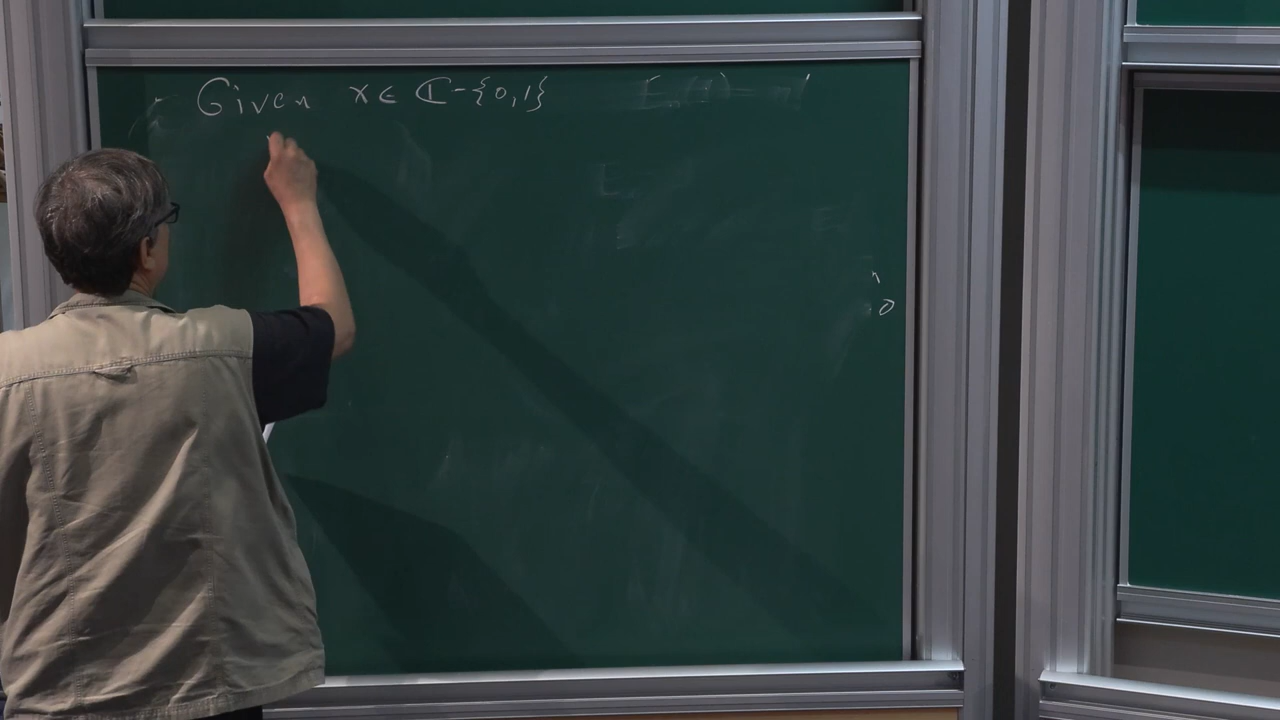 Given x ∈ ℂ-{0,1}